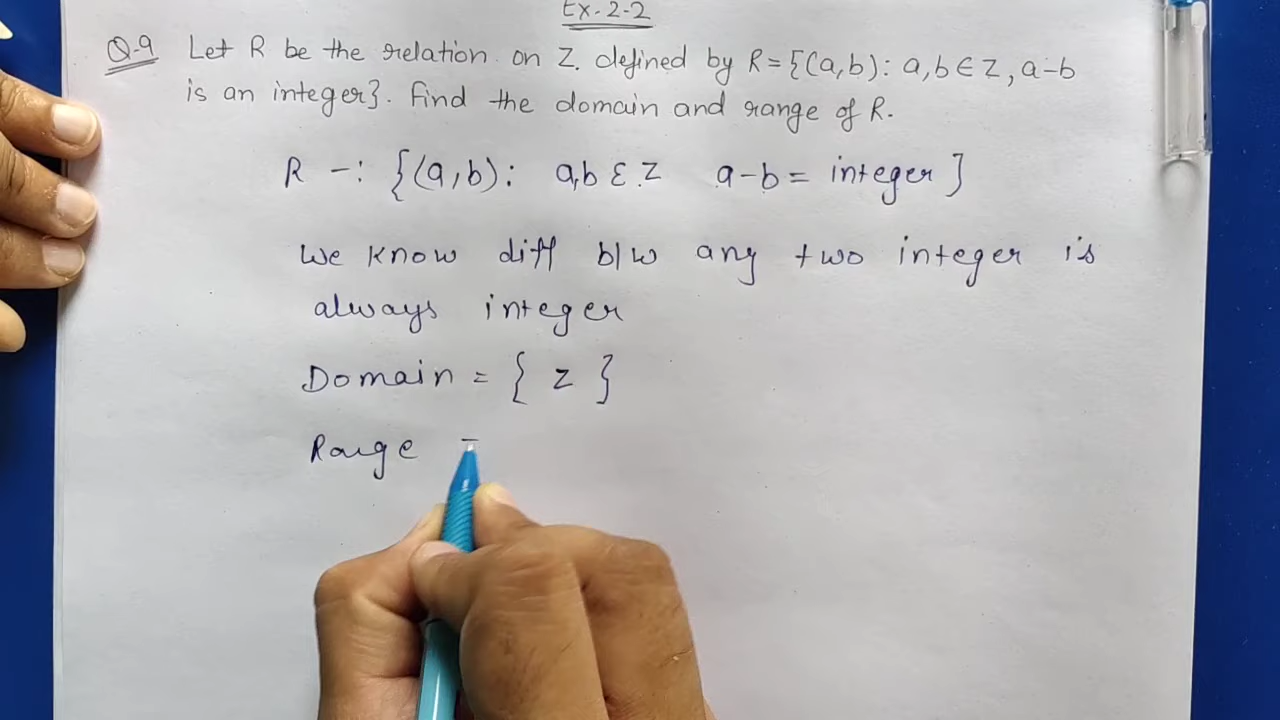 Ex-2-2
Q-9 Let R be the relation on Z defined by R = {(a,b): a,b ∈ Z, a-b
is an integer}. Find the domain and range of R.
R -: {(a,b): a,b ε Z a-b = integer }
We know diff b/w any two integer is
always integer
Domain = { Z }
Range =